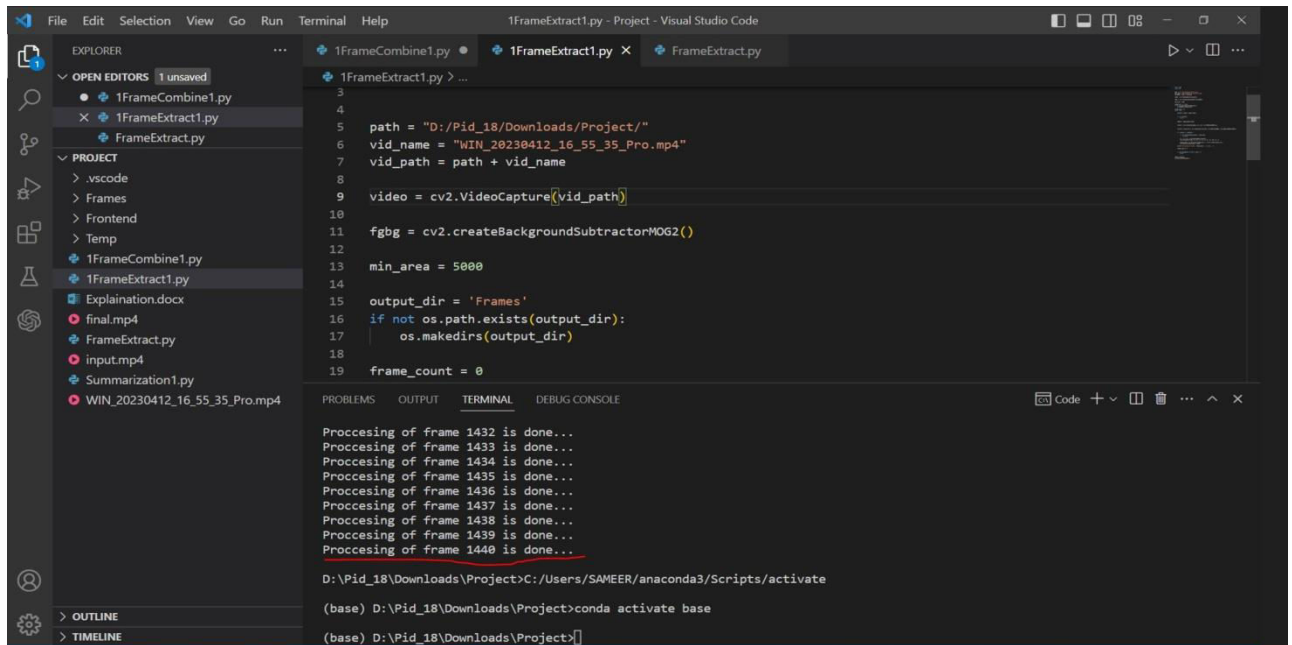 File Edit Selection View Go Run Terminal Help 1FrameExtract1.py - Project - Visual Studio Code
EXPLORER
OPEN EDITORS 1 unsaved
1FrameCombine1.py
1FrameExtract1.py
FrameExtract.py
PROJECT
.vscode
Frames
Frontend
Temp
1FrameCombine1.py
1FrameExtract1.py
Explaination.docx
final.mp4
FrameExtract.py
input.mp4
Summarization1.py
WIN_20230412_16_55_35_Pro.mp4
OUTLINE
TIMELINE
1FrameCombine1.py 1FrameExtract1.py FrameExtract.py
1FrameExtract1.py > ...
3
4
5 path = "D:/Pid_18/Downloads/Project/"
6 vid_name = "WIN_20230412_16_55_35_Pro.mp4"
7 vid_path = path + vid_name
8
9 video = cv2.VideoCapture(vid_path)
10
11 fgbg = cv2.createBackgroundSubtractorMOG2()
12
13 min_area = 5000
14
15 output_dir = 'Frames'
16 if not os.path.exists(output_dir):
17 os.makedirs(output_dir)
18
19 frame_count = 0
PROBLEMS OUTPUT TERMINAL DEBUG CONSOLE Code
Proccesing of frame 1432 is done...
Proccesing of frame 1433 is done...
Proccesing of frame 1434 is done...
Proccesing of frame 1435 is done...
Proccesing of frame 1436 is done...
Proccesing of frame 1437 is done...
Proccesing of frame 1438 is done...
Proccesing of frame 1439 is done...
Proccesing of frame 1440 is done...
D:\Pid_18\Downloads\Project>C:/Users/SAMEER/anaconda3/Scripts/activate
(base) D:\Pid_18\Downloads\Project>conda activate base
(base) D:\Pid_18\Downloads\Project>